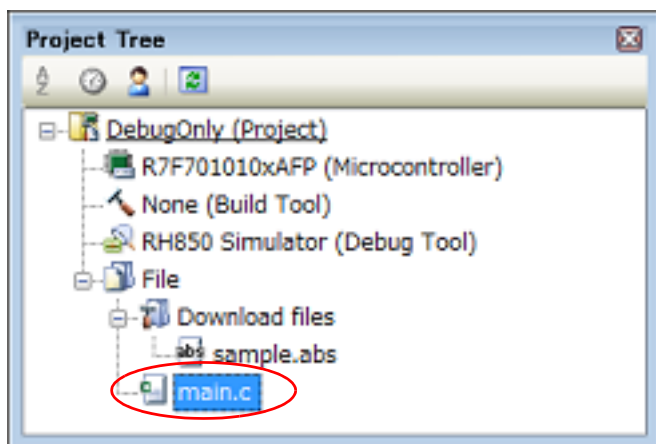 Project Tree
DebugOnly (Project)
R7F701010xAFP (Microcontroller)
None (Build Tool)
RH850 Simulator (Debug Tool)
File
Download files
abs sample.abs
main.c